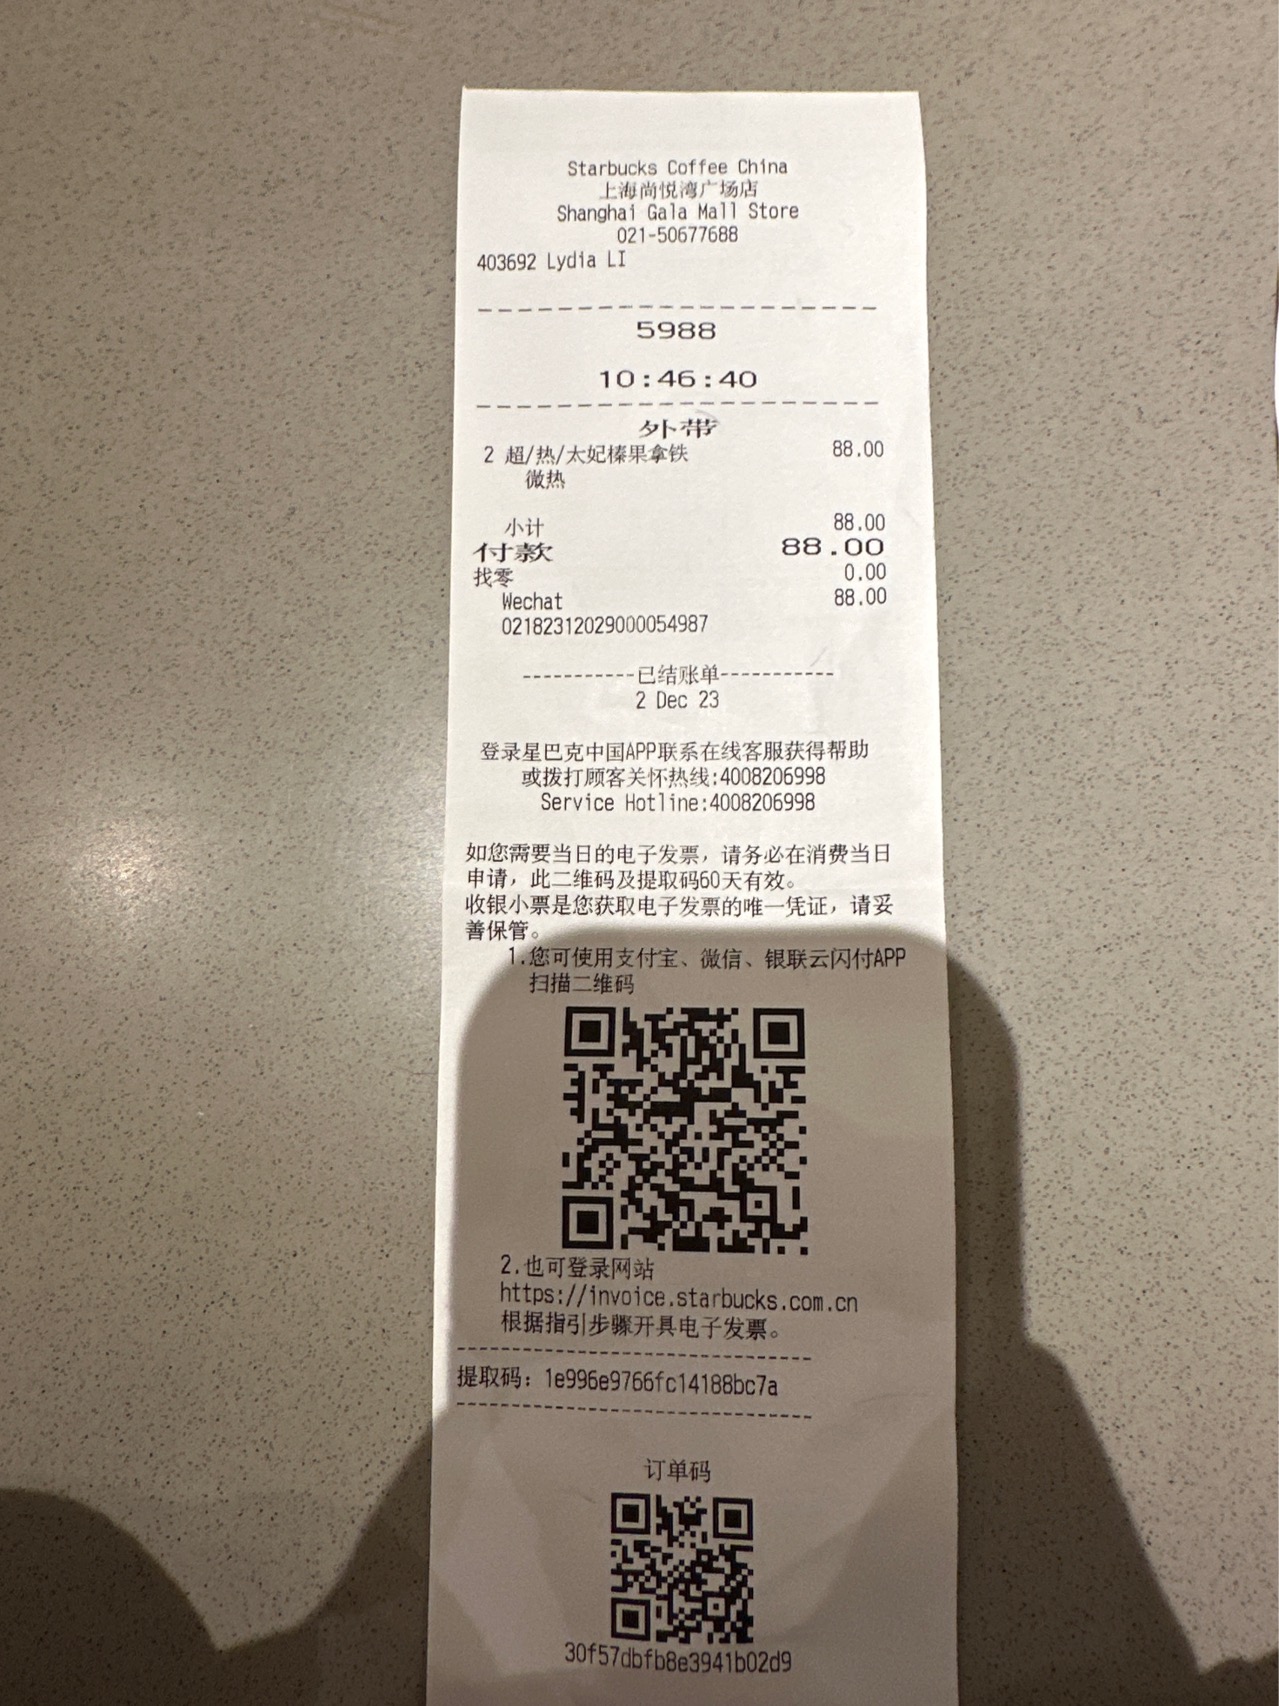 Starbucks Coffee China
上海尚悦湾广场店
Shanghai Gala Mall Store
021-50677688
403692 Lydia LI
5988
10:46:40
外带
2 超/热/太妃榛果拿铁 88.00
微热
小计 88.00
付款 88.00
找零 0.00
Wechat 88.00
02182312029000054987
-----------已结账单-----------
2 Dec 23
登录星巴克中国APP联系在线客服获得帮助
或拨打顾客关怀热线:4008206998
Service Hotline:4008206998
如您需要当日的电子发票，请务必在消费当日
申请，此二维码及提取码60天有效。
收银小票是您获取电子发票的唯一凭证，请妥
善保管。
1.您可使用支付宝、微信、银联云闪付APP
扫描二维码
2.也可登录网站
https://invoice.starbucks.com.cn
根据指引步骤开具电子发票。
提取码: 1e996e9766fc14188bc7a
订单码
30f57dbfb8e3941b02d9